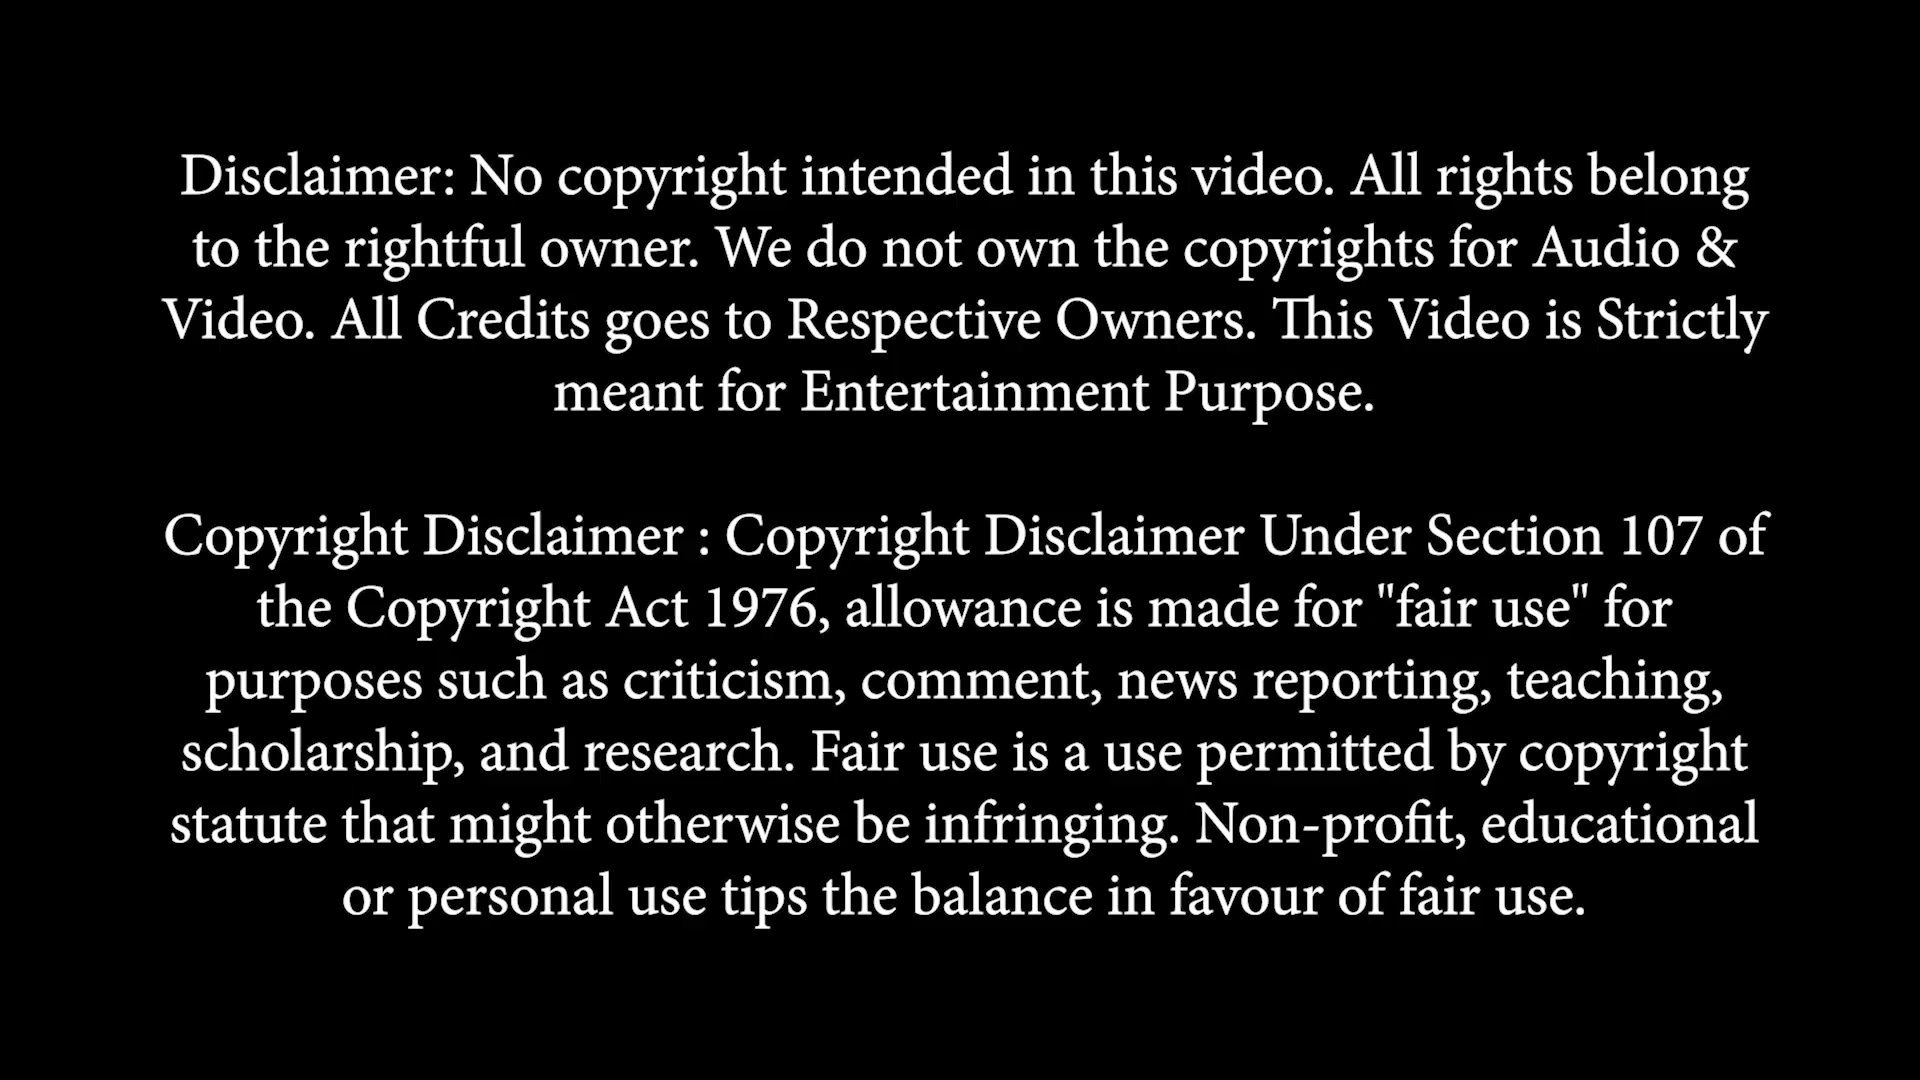 Disclaimer: No copyright intended in this video. All rights belong
to the rightful owner. We do not own the copyrights for Audio &
Video. All Credits goes to Respective Owners. This Video is Strictly
meant for Entertainment Purpose.
Copyright Disclaimer : Copyright Disclaimer Under Section 107 of
the Copyright Act 1976, allowance is made for "fair use" for
purposes such as criticism, comment, news reporting, teaching,
scholarship, and research. Fair use is a use permitted by copyright
statute that might otherwise be infringing. Non-profit, educational
or personal use tips the balance in favour of fair use.